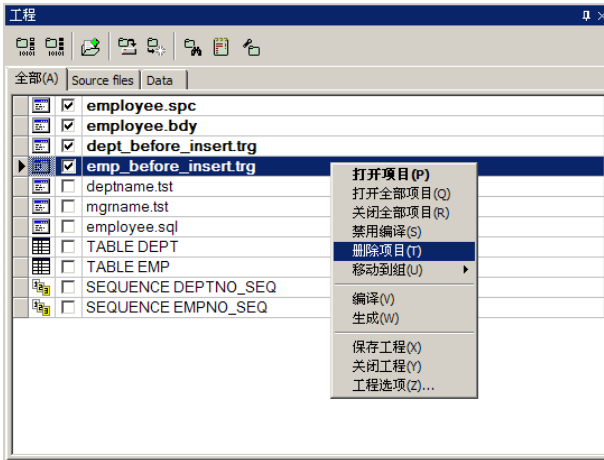 工程
全部(A) Source files Data
employee.spc
employee.bdy
dept_before_insert.trg
emp_before_insert.trg
deptname.tst
mgrname.tst
employee.sql
TABLE DEPT
TABLE EMP
SEQUENCE DEPTNO_SEQ
SEQUENCE EMPNO_SEQ
打开项目(P)
打开全部项目(Q)
关闭全部项目(R)
禁用编译(S)
删除项目(T)
移动到组(U)
编译(V)
生成(W)
保存工程(X)
关闭工程(Y)
工程选项(Z)...